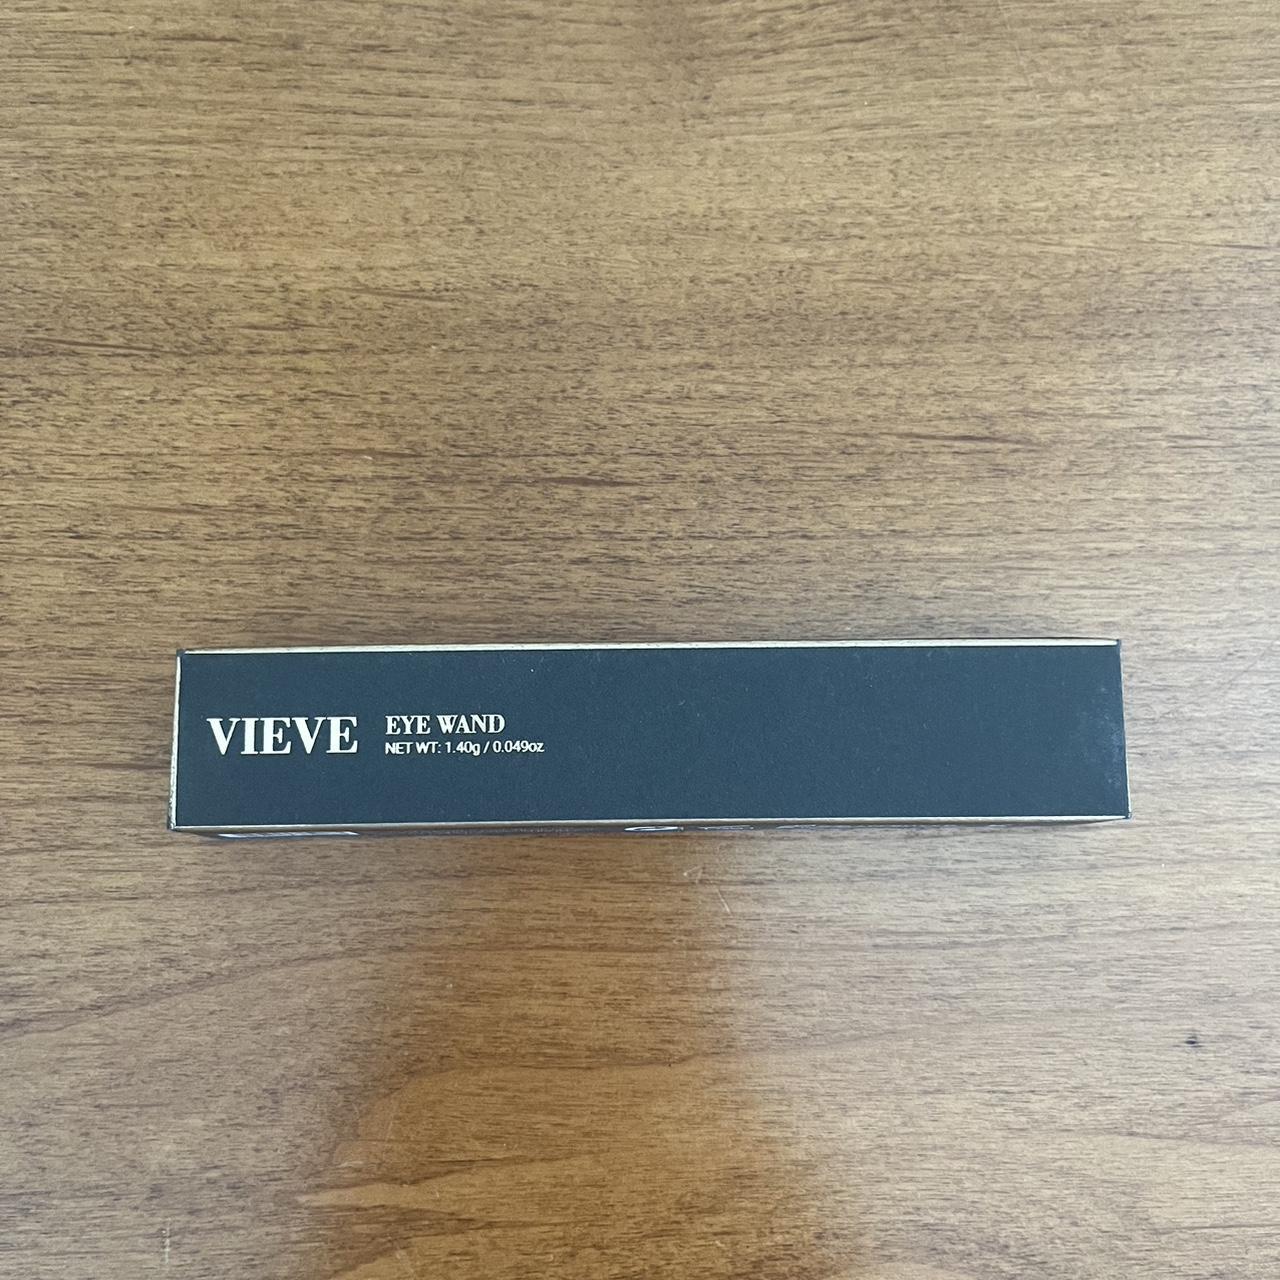 VIEVE
EYE WAND
NET WT: 1.40g / 0.049oz